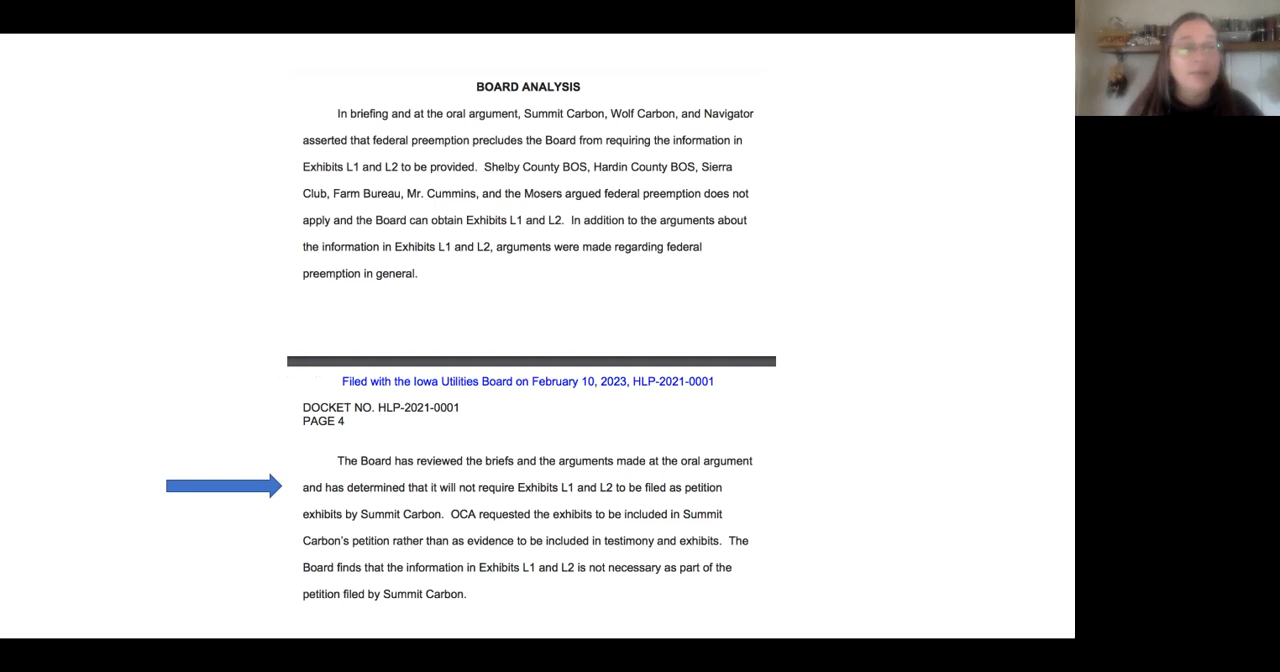 BOARD ANALYSIS
In briefing and at the oral argument, Summit Carbon, Wolf Carbon, and Navigator
asserted that federal preemption precludes the Board from requiring the information in
Exhibits L1 and L2 to be provided.  Shelby County BOS, Hardin County BOS, Sierra
Club, Farm Bureau, Mr. Cummins, and the Mosers argued federal preemption does not
apply and the Board can obtain Exhibits L1 and L2.  In addition to the arguments about
the information in Exhibits L1 and L2, arguments were made regarding federal
preemption in general.
Filed with the Iowa Utilities Board on February 10, 2023, HLP-2021-0001
DOCKET NO. HLP-2021-0001
PAGE 4
The Board has reviewed the briefs and the arguments made at the oral argument
and has determined that it will not require Exhibits L1 and L2 to be filed as petition
exhibits by Summit Carbon.  OCA requested the exhibits to be included in Summit
Carbon's petition rather than as evidence to be included in testimony and exhibits.  The
Board finds that the information in Exhibits L1 and L2 is not necessary as part of the
petition filed by Summit Carbon.